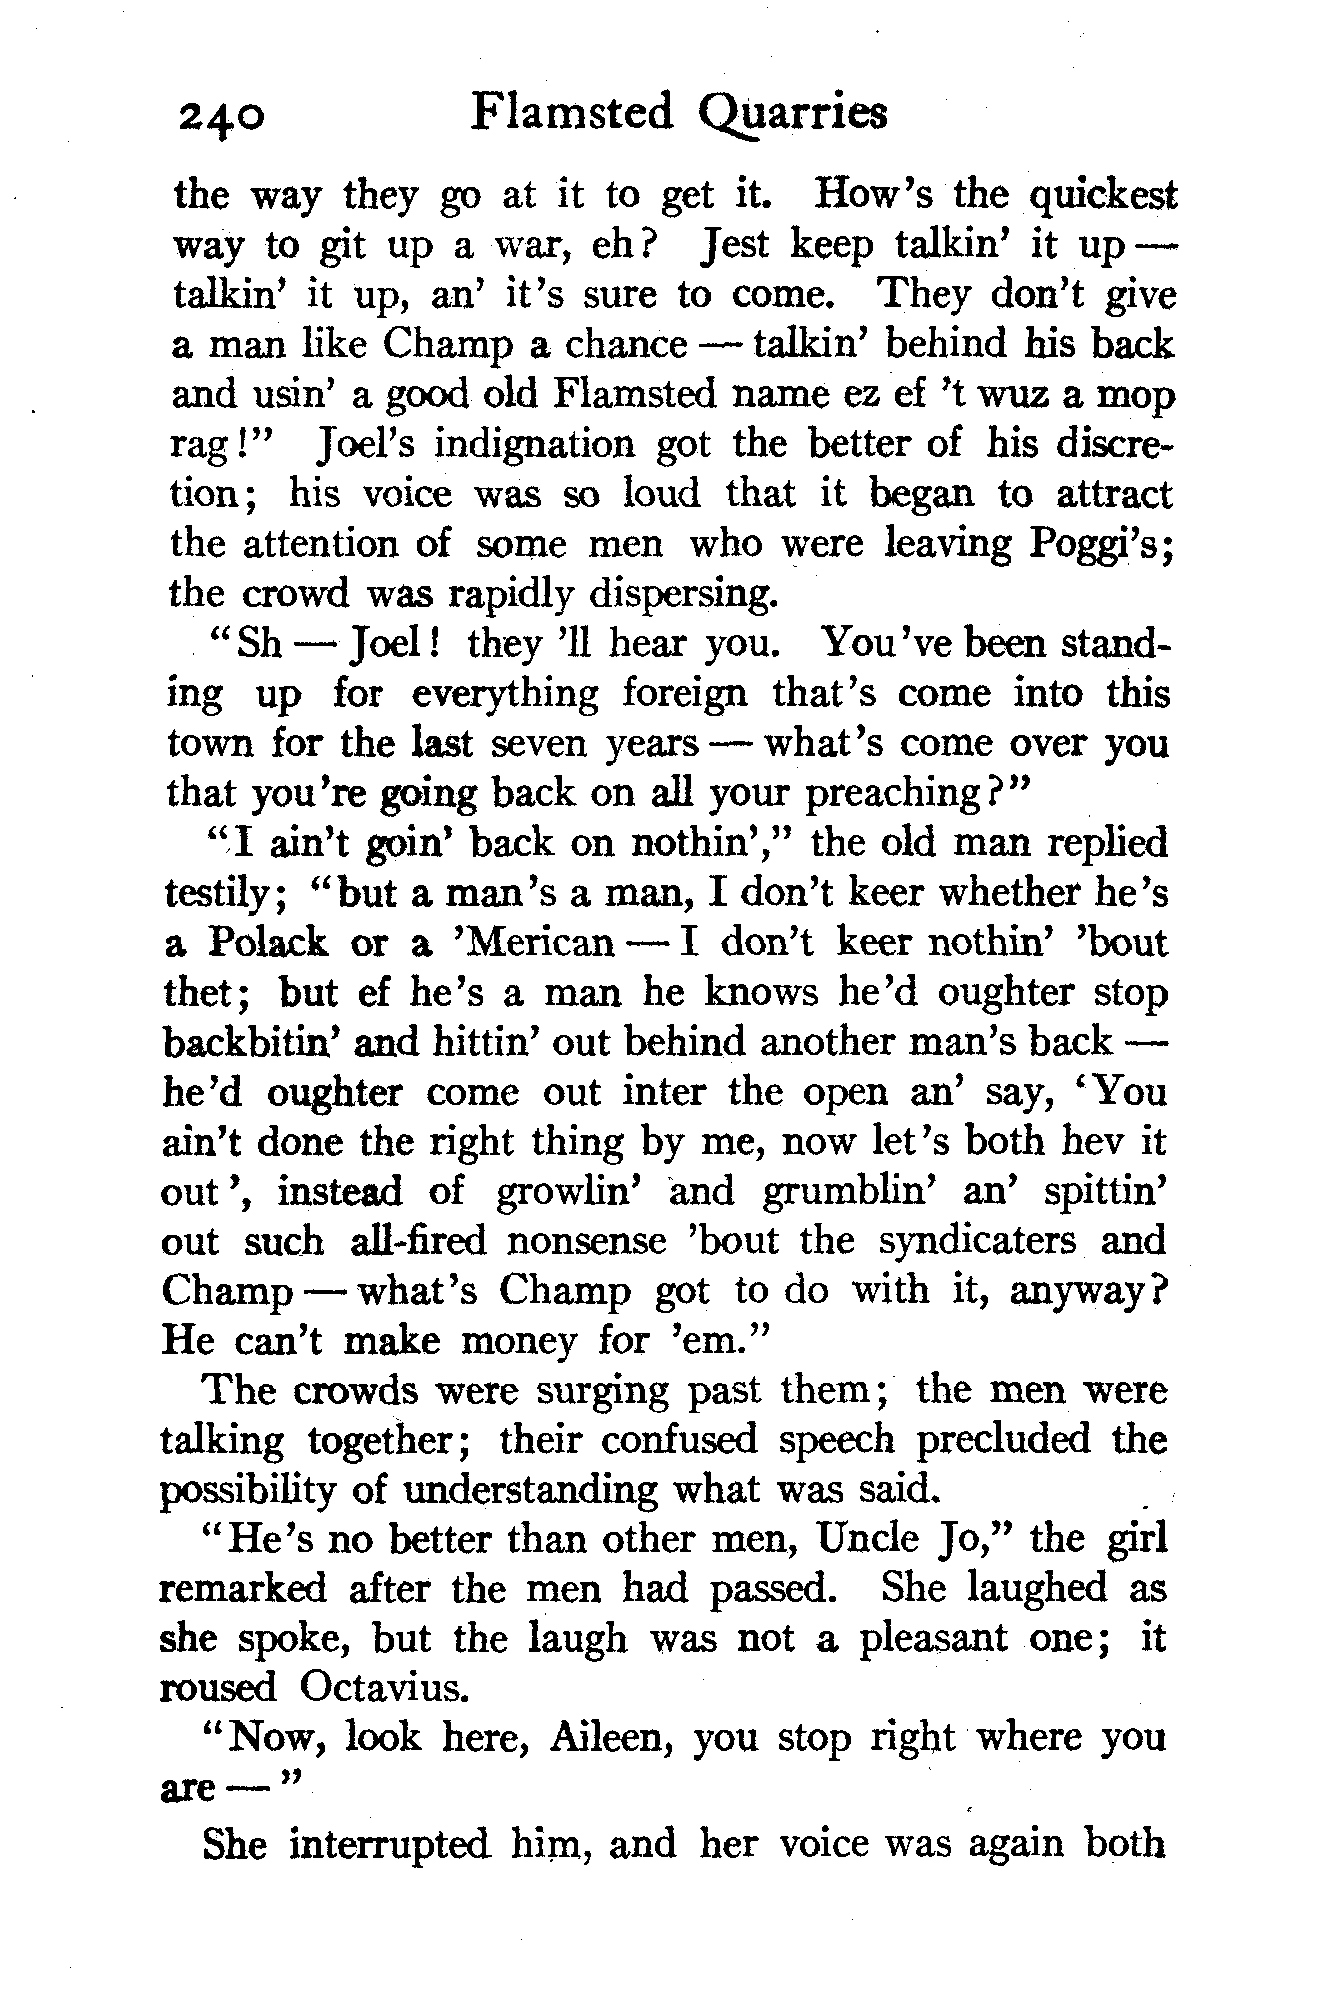 240 Flamsted Quarries
the way they go at it to get it. How's the quickest
way to git up a war, eh? Jest keep talkin' it up —
talkin' it up, an' it's sure to come. They don't give
a man like Champ a chance — talkin' behind his back
and usin' a good old Flamsted name ez ef 't wuz a mop
rag!" Joel's indignation got the better of his discre-
tion; his voice was so loud that it began to attract
the attention of some men who were leaving Poggi's;
the crowd was rapidly dispersing.
"Sh — Joel! they 'll hear you. You've been stand-
ing up for everything foreign that's come into this
town for the last seven years — what's come over you
that you're going back on all your preaching?"
"I ain't goin' back on nothin'," the old man replied
testily; "but a man's a man, I don't keer whether he's
a Polack or a 'Merican — I don't keer nothin' 'bout
thet; but ef he's a man he knows he'd oughter stop
backbitin' and hittin' out behind another man's back —
he'd oughter come out inter the open an' say, 'You
ain't done the right thing by me, now let's both hev it
out', instead of growlin' and grumblin' an' spittin'
out such all-fired nonsense 'bout the syndicaters and
Champ — what's Champ got to do with it, anyway?
He can't make money for 'em."
The crowds were surging past them; the men were
talking together; their confused speech precluded the
possibility of understanding what was said.
"He's no better than other men, Uncle Jo," the girl
remarked after the men had passed. She laughed as
she spoke, but the laugh was not a pleasant one; it
roused Octavius.
"Now, look here, Aileen, you stop right where you
are — "
She interrupted him, and her voice was again both